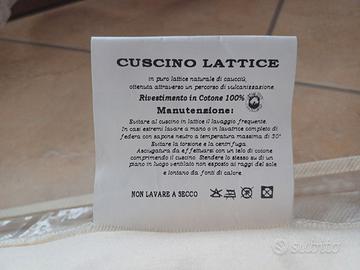 CUSCINO LATTICE
in puro lattice naturale di caucciù,
ottenuta attraverso un percorso di vulcanizzazione
Rivestimento in Cotone 100%
Manutenzione:
Evitare al cuscino in lattice il lavaggio frequente.
In casi estremi lavare a mano o in lavatrice completo di
federa con sapone neutro a temperatura massima di 30°
Evitare la torsione e la centrifuga.
Asciugatura da effettuarsi con un telo di cotone
comprimendo il cuscino. Stendere lo stesso su di un
piano in luogo ventilato non esposto ai raggi del sole
e lontano da fonti di calore.
NON LAVARE A SECCO
subito